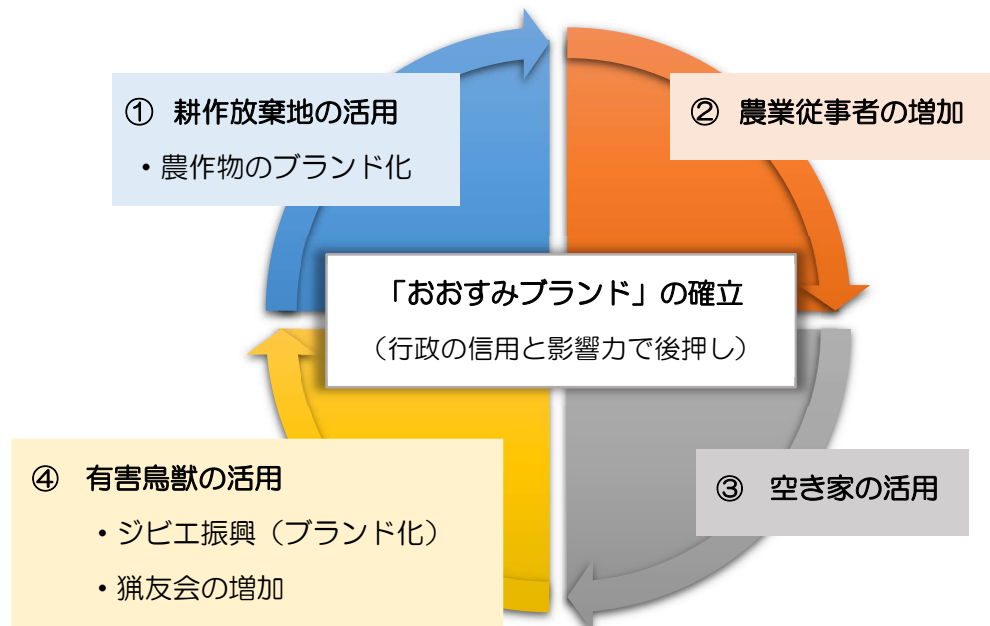 ① 耕作放棄地の活用
・農作物のブランド化
② 農業従事者の増加
「おおすみブランド」の確立
（行政の信用と影響力で後押し）
④ 有害鳥獣の活用
・ジビエ振興（ブランド化）
・猟友会の増加
③ 空き家の活用